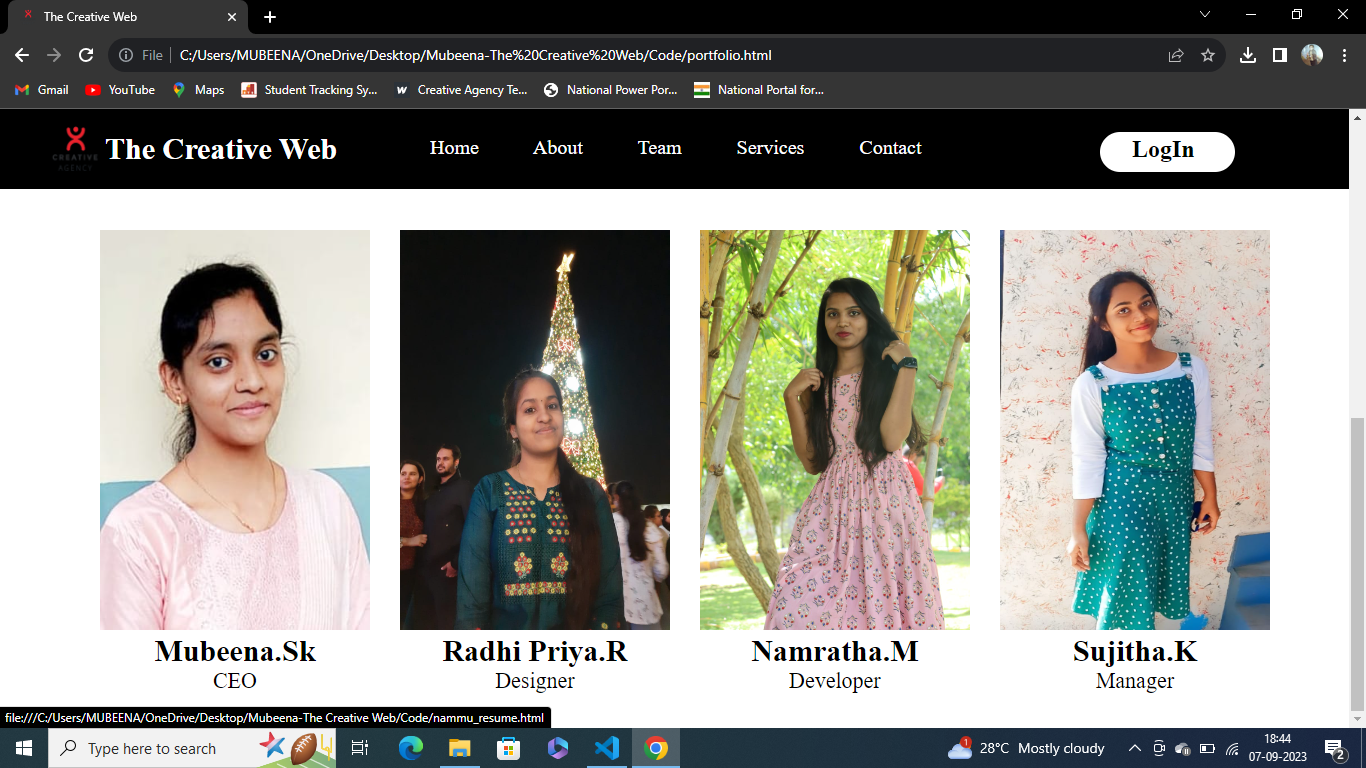 The Creative Web
File
C:/Users/MUBEENA/OneDrive/Desktop/Mubeena-The%20Creative%20Web/Code/portfolio.html
Gmail
YouTube
Maps
Student Tracking Sy...
Creative Agency Te...
National Power Por...
National Portal for...
CREATIVE
AGENCY
The Creative Web
Home
About
Team
Services
Contact
LogIn
Mubeena.Sk
Radhi Priya.R
Namratha.M
Sujitha.K
CEO
Designer
Developer
Manager
file:///C:/Users/MUBEENA/OneDrive/Desktop/Mubeena-The Creative Web/Code/nammu_resume.html
Type here to search
1
28°C Mostly cloudy
18:44
07-09-2023
2